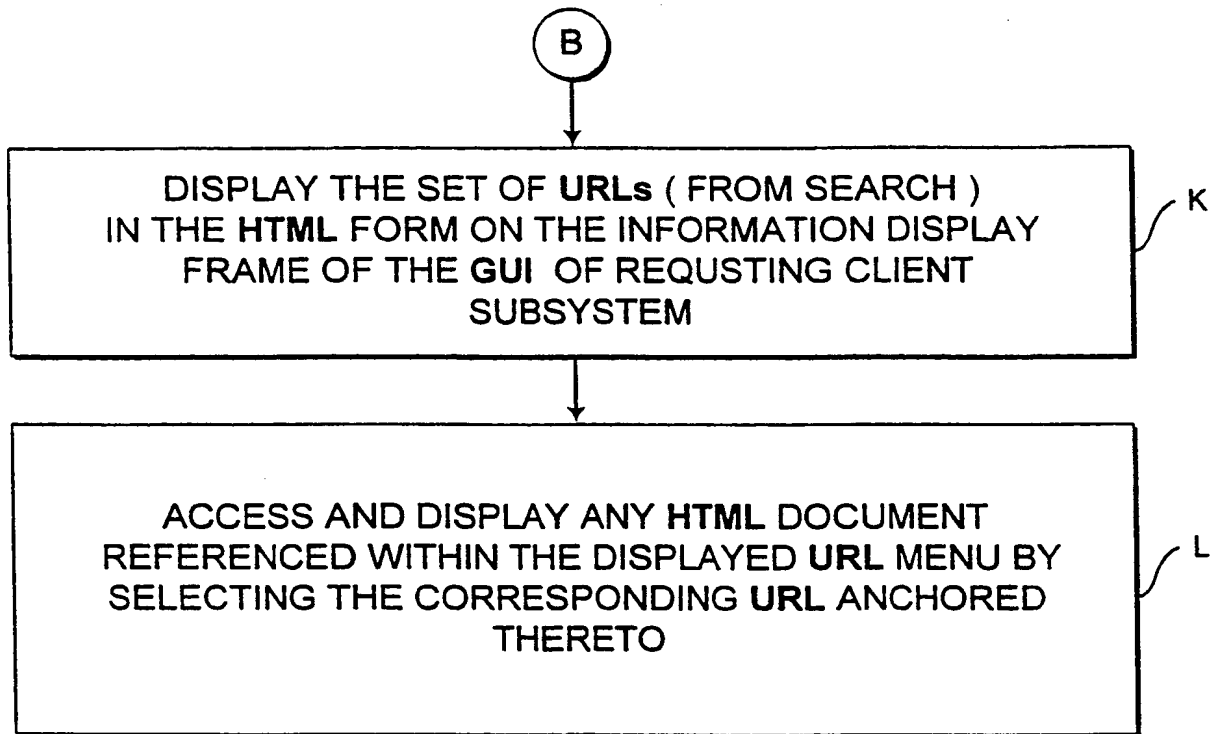 B
DISPLAY THE SET OF URLs ( FROM SEARCH )
IN THE HTML FORM ON THE INFORMATION DISPLAY
FRAME OF THE GUI OF REQUSTING CLIENT
SUBSYSTEM
K
ACCESS AND DISPLAY ANY HTML DOCUMENT
REFERENCED WITHIN THE DISPLAYED URL MENU BY
SELECTING THE CORRESPONDING URL ANCHORED
THERETO
L